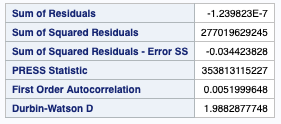 Sum of Residuals -1.239823E-7
Sum of Squared Residuals 277019629245
Sum of Squared Residuals - Error SS -0.034423828
PRESS Statistic 353813115227
First Order Autocorrelation 0.0051999648
Durbin-Watson D 1.9882877748